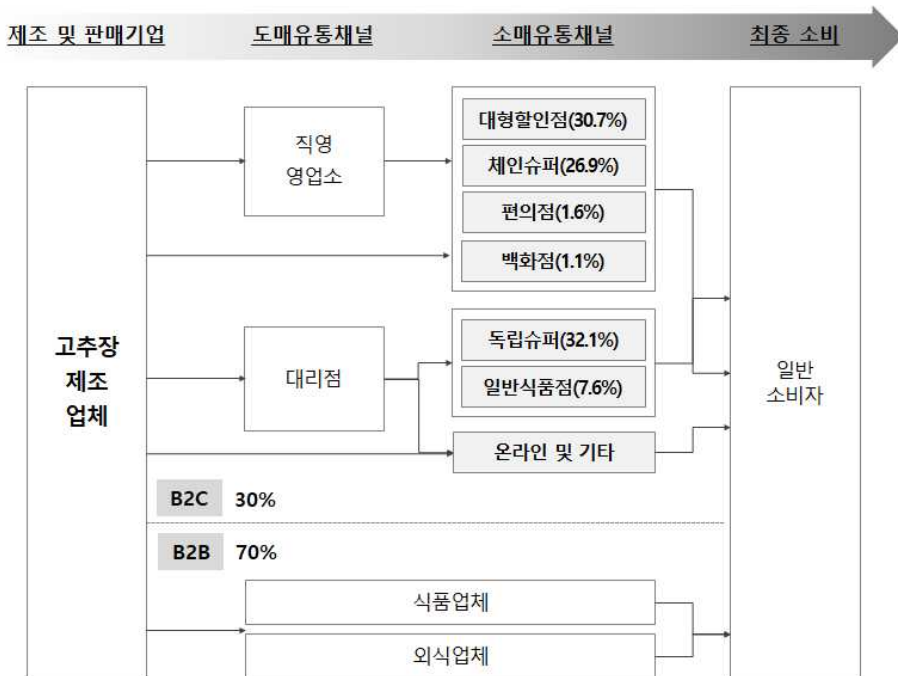 제조 및 판매기업
도매유통채널
소매유통채널
최종 소비
고추장
제조
업체
직영
영업소
대형할인점(30.7%)
체인슈퍼(26.9%)
편의점(1.6%)
백화점(1.1%)
대리점
독립슈퍼(32.1%)
일반식품점(7.6%)
온라인 및 기타
일반
소비자
B2C 30%
B2B 70%
식품업체
외식업체